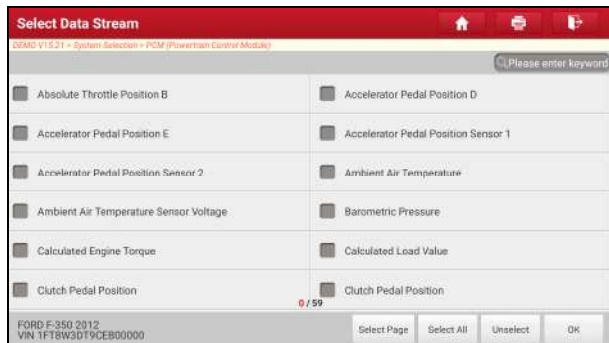 Select Data Stream
DEMO V15.21 > System Selection > PCM (Powertrain Control Module)
Please enter keyword
Absolute Throttle Position B
Accelerator Pedal Position D
Accelerator Pedal Position E
Accelerator Pedal Position Sensor 1
Accelerator Pedal Position Sensor 2
Ambient Air Temperature
Ambient Air Temperature Sensor Voltage
Barometric Pressure
Calculated Engine Torque
Calculated Load Value
Clutch Pedal Position
Clutch Pedal Position
0 / 59
FORD F-350 2012
VIN 1FT8W3DT9CEB00000
Select Page
Select All
Unselect
OK